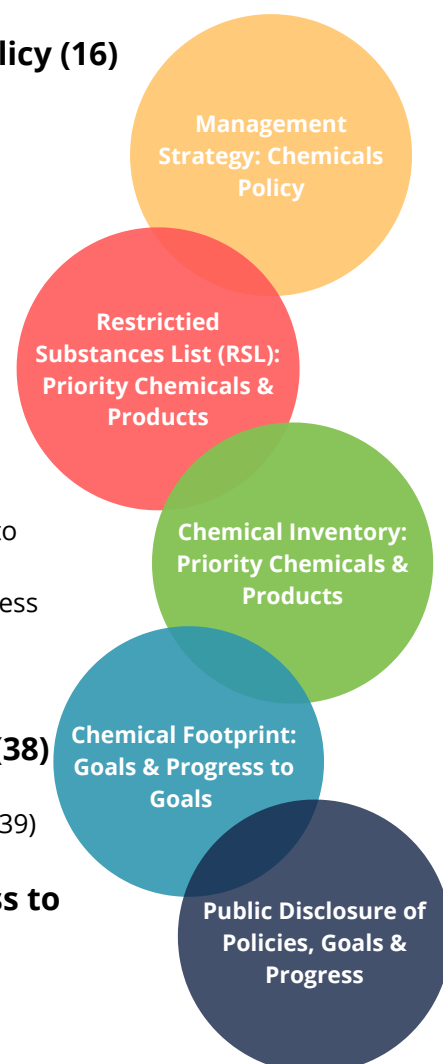 licy (16)
Management
Strategy: Chemicals
Policy
Restrictied
Substances List (RSL):
Priority Chemicals &
Products
to
Chemical Inventory:
Priority Chemicals &
Products
ess
(38)
Chemical Footprint:
Goals & Progress to
Goals
39)
ss to
Public Disclosure of
Policies, Goals &
Progress